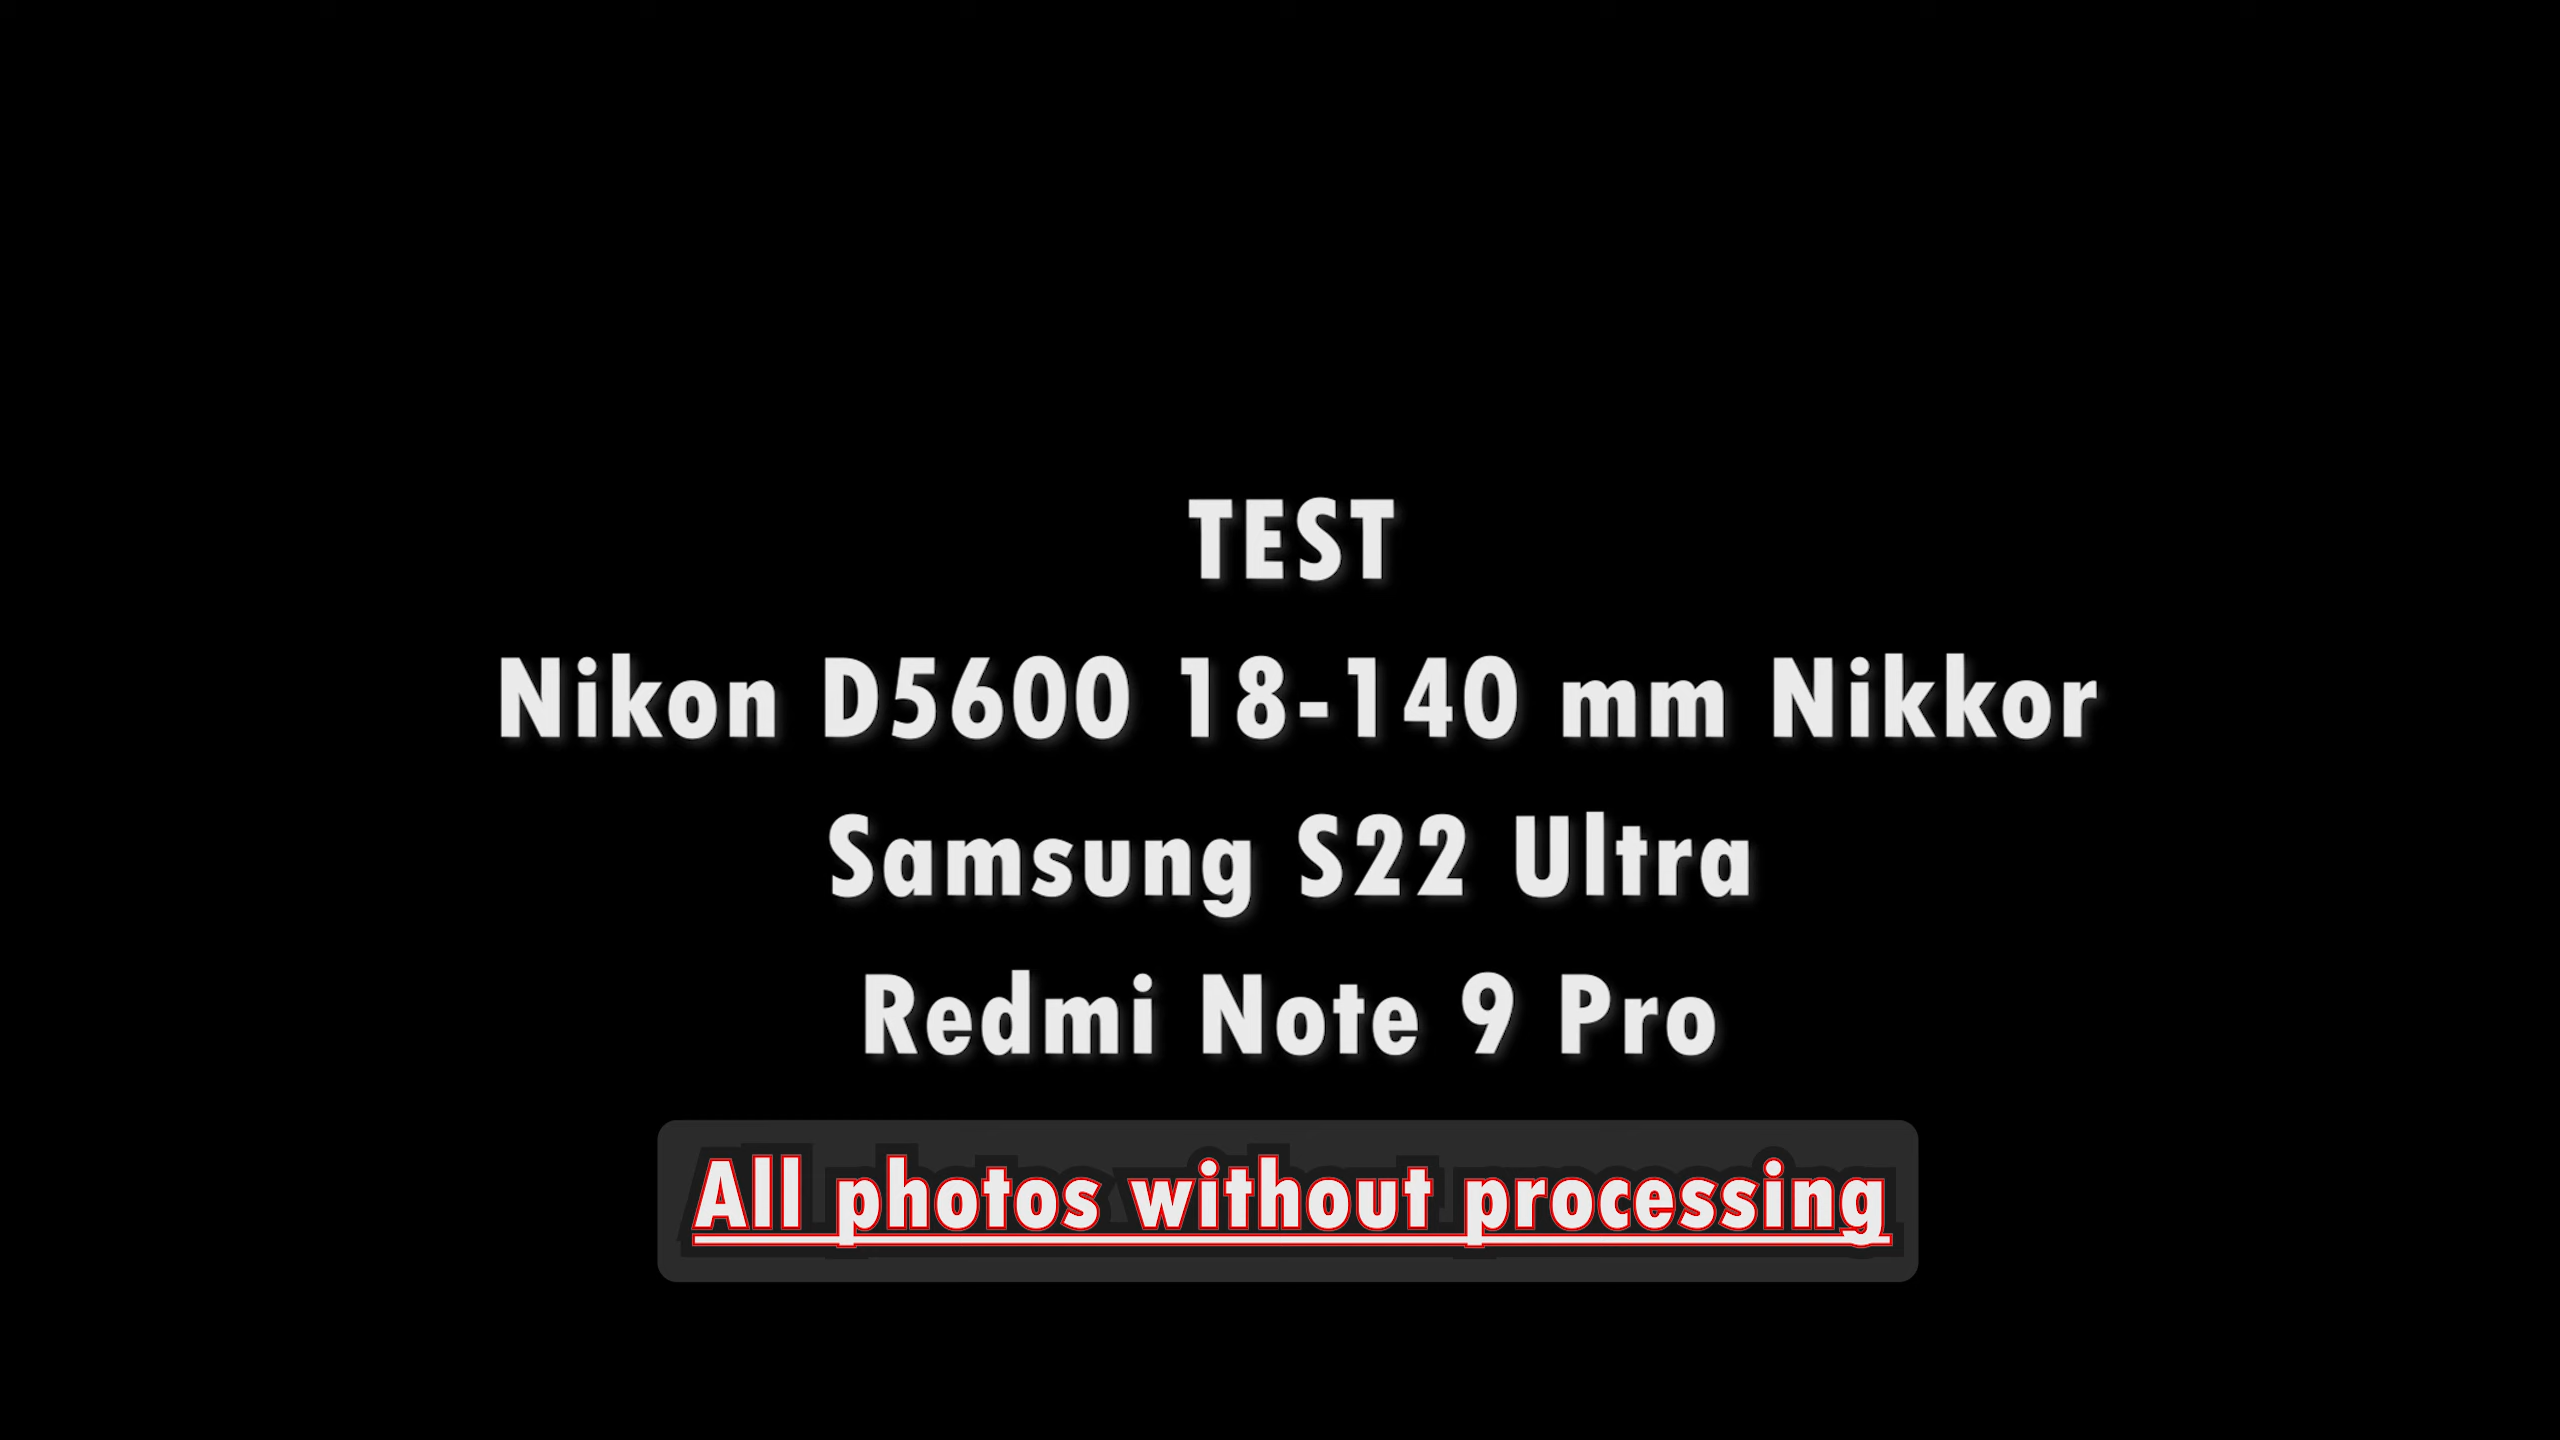 TEST
Nikon D5600 18-140 mm Nikkor
Samsung S22 Ultra
Redmi Note 9 Pro
All photos without processing